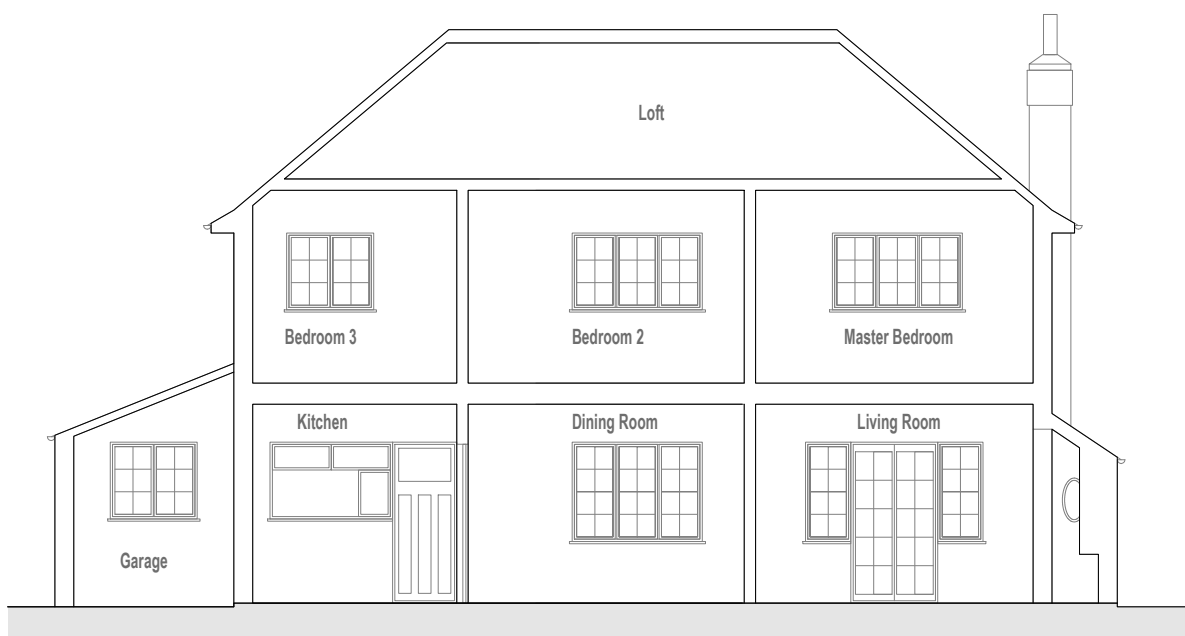 Loft
Bedroom 3
Bedroom 2
Master Bedroom
Kitchen
Dining Room
Living Room
Garage